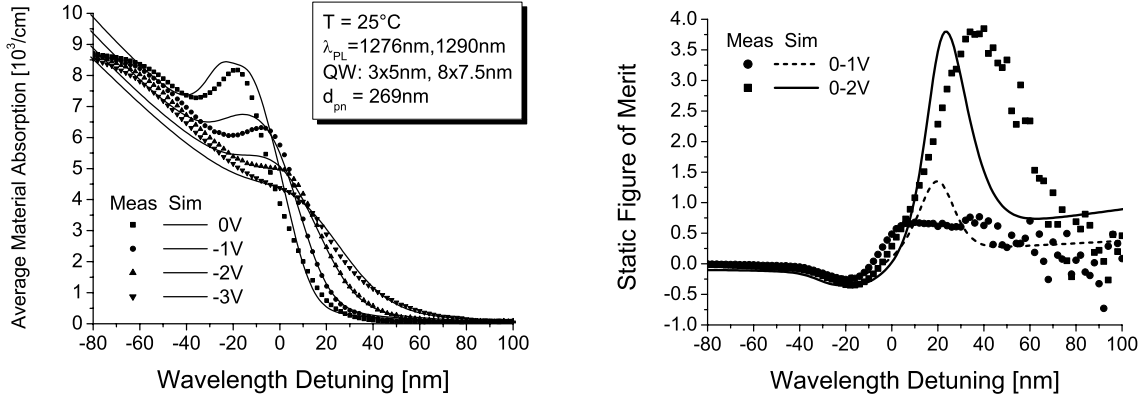 Average Material Absorption [10³/cm]
10
9
8
7
6
5
4
3
2
1
0
-80 -60 -40 -20 0 20 40 60 80 100
Wavelength Detuning [nm]
T = 25°C
λPL=1276nm,1290nm
QW: 3x5nm, 8x7.5nm
dpn = 269nm
Meas Sim
0V
-1V
-2V
-3V
Static Figure of Merit
4.0
3.5
3.0
2.5
2.0
1.5
1.0
0.5
0.0
-0.5
-1.0
-80 -60 -40 -20 0 20 40 60 80 100
Wavelength Detuning [nm]
Meas Sim
0-1V
0-2V